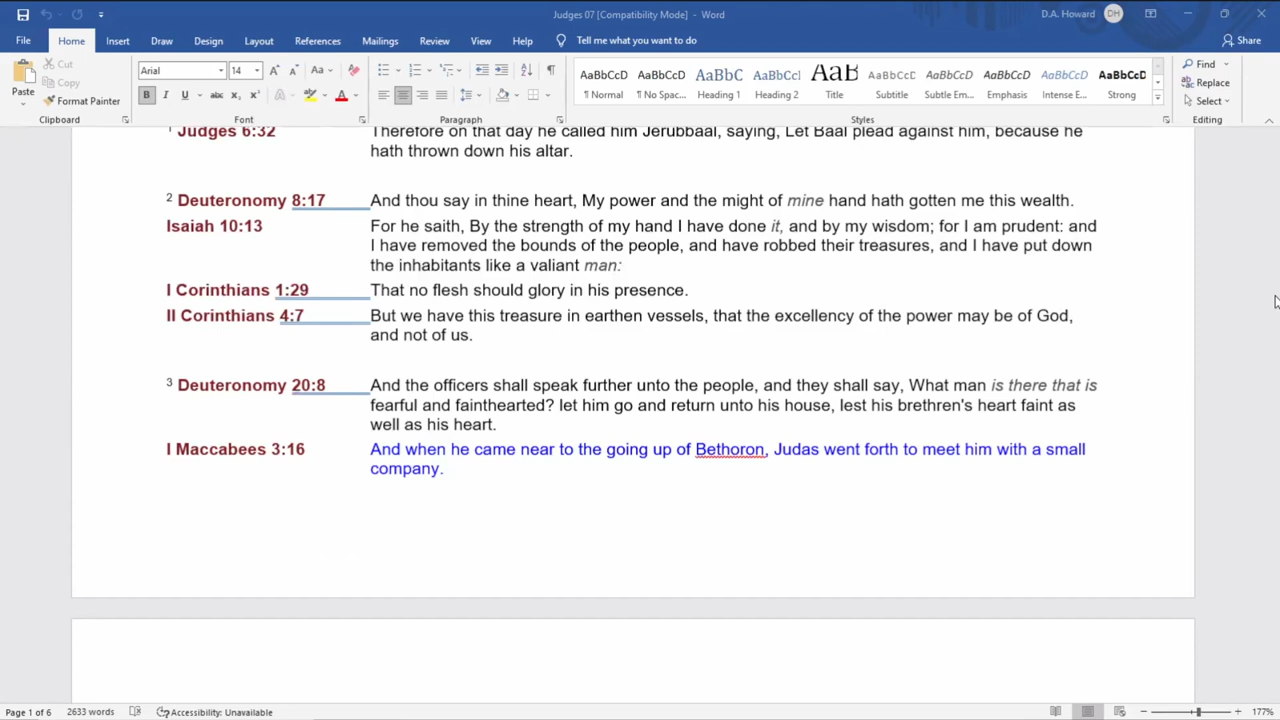 Judges 07 [Compatibility Mode] - Word
D.A. Howard
DH
File
Home
Insert
Draw
Design
Layout
References
Mailings
Review
View
Help
Tell me what you want to do
Share
Paste
Cut
Copy
Format Painter
Clipboard
Arial
14
Font
Paragraph
AaBbCcD
¶ Normal
AaBbCcD
¶ No Spac...
AaBbC
Heading 1
AaBbCcI
Heading 2
AaB
Title
AaBbCcD
Subtitle
AaBbCcD
Subtle Em...
AaBbCcD
Emphasis
AaBbCcD
Intense E...
AaBbCcD
Strong
Styles
Find
Replace
Select
Editing
1 Judges 6:32 Therefore on that day he called him Jerubbaal, saying, Let Baal plead against him, because he
hath thrown down his altar.
2 Deuteronomy 8:17 And thou say in thine heart, My power and the might of mine hand hath gotten me this wealth.
Isaiah 10:13 For he saith, By the strength of my hand I have done it, and by my wisdom; for I am prudent: and
I have removed the bounds of the people, and have robbed their treasures, and I have put down
the inhabitants like a valiant man:
I Corinthians 1:29 That no flesh should glory in his presence.
II Corinthians 4:7 But we have this treasure in earthen vessels, that the excellency of the power may be of God,
and not of us.
3 Deuteronomy 20:8 And the officers shall speak further unto the people, and they shall say, What man is there that is
fearful and fainthearted? let him go and return unto his house, lest his brethren's heart faint as
well as his heart.
I Maccabees 3:16 And when he came near to the going up of Bethoron, Judas went forth to meet him with a small
company.
Page 1 of 6
2633 words
Accessibility: Unavailable
177%